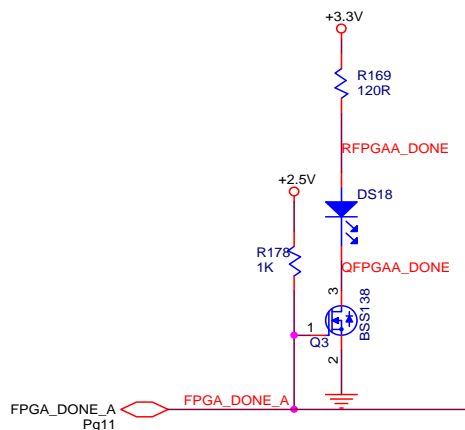 +3.3V
R169
120R
RFPGAA_DONE
+2.5V
DS18
R178
1K
QFPGAA_DONE
3
BSS138
1
Q3
2
FPGA_DONE_A
FPGA_DONE_A
Pg11